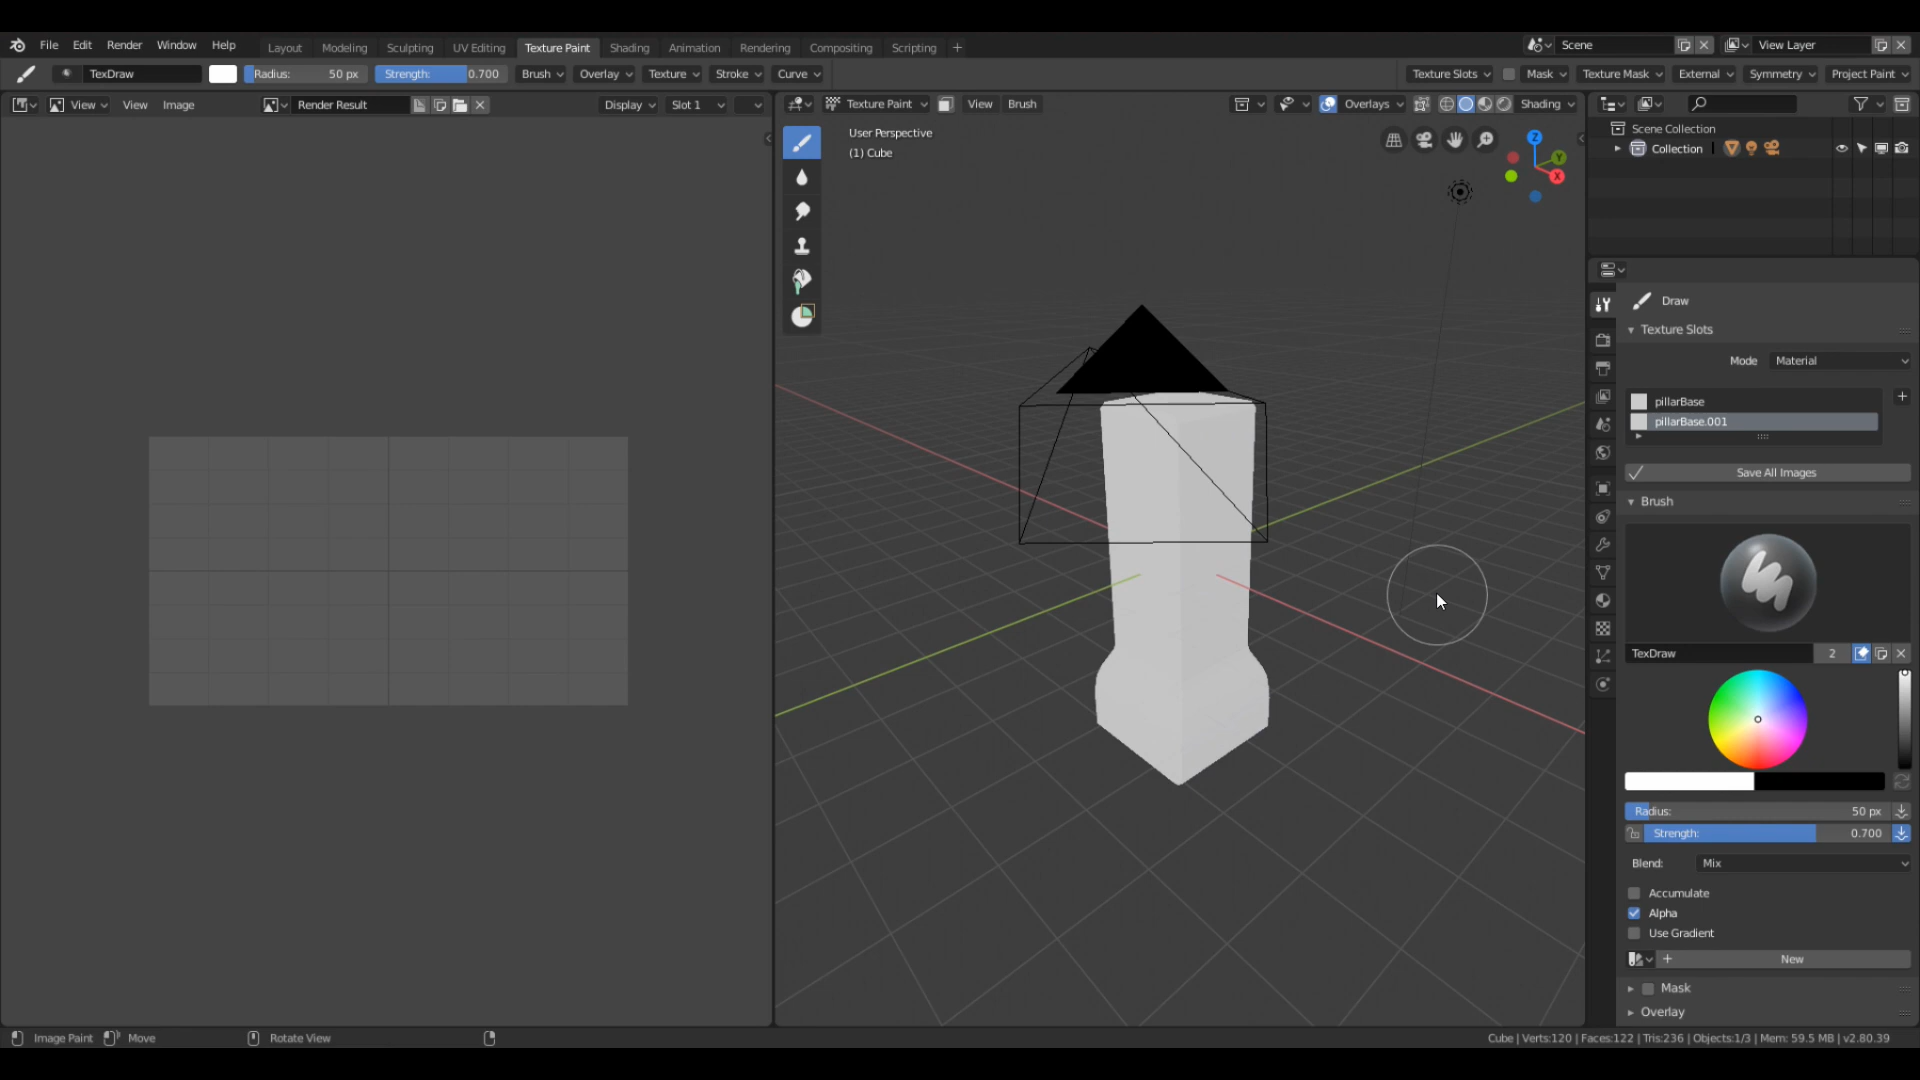 File Edit Render Window Help Layout Modeling Sculpting UV Editing Texture Paint Shading Animation Rendering Compositing Scripting + Scene View Layer
TexDraw Radius: 50 px Strength: 0.700 Brush Overlay Texture Stroke Curve Texture Slots Mask Texture Mask External Symmetry Project Paint
View View Image Render Result Display Slot 1 Texture Paint View Brush Overlays Shading
User Perspective
(1) Cube
Z
Y
X
Scene Collection
Collection
Draw
Texture Slots
Mode Material
pillarBase
pillarBase.001
Save All Images
Brush
TexDraw 2
Radius: 50 px
Strength: 0.700
Blend: Mix
Accumulate
Alpha
Use Gradient
+ New
Mask
Overlay
Image Paint Move Rotate View Cube | Verts:120 | Faces:122 | Tris:236 | Objects:1/3 | Mem: 59.5 MB | v2.80.39